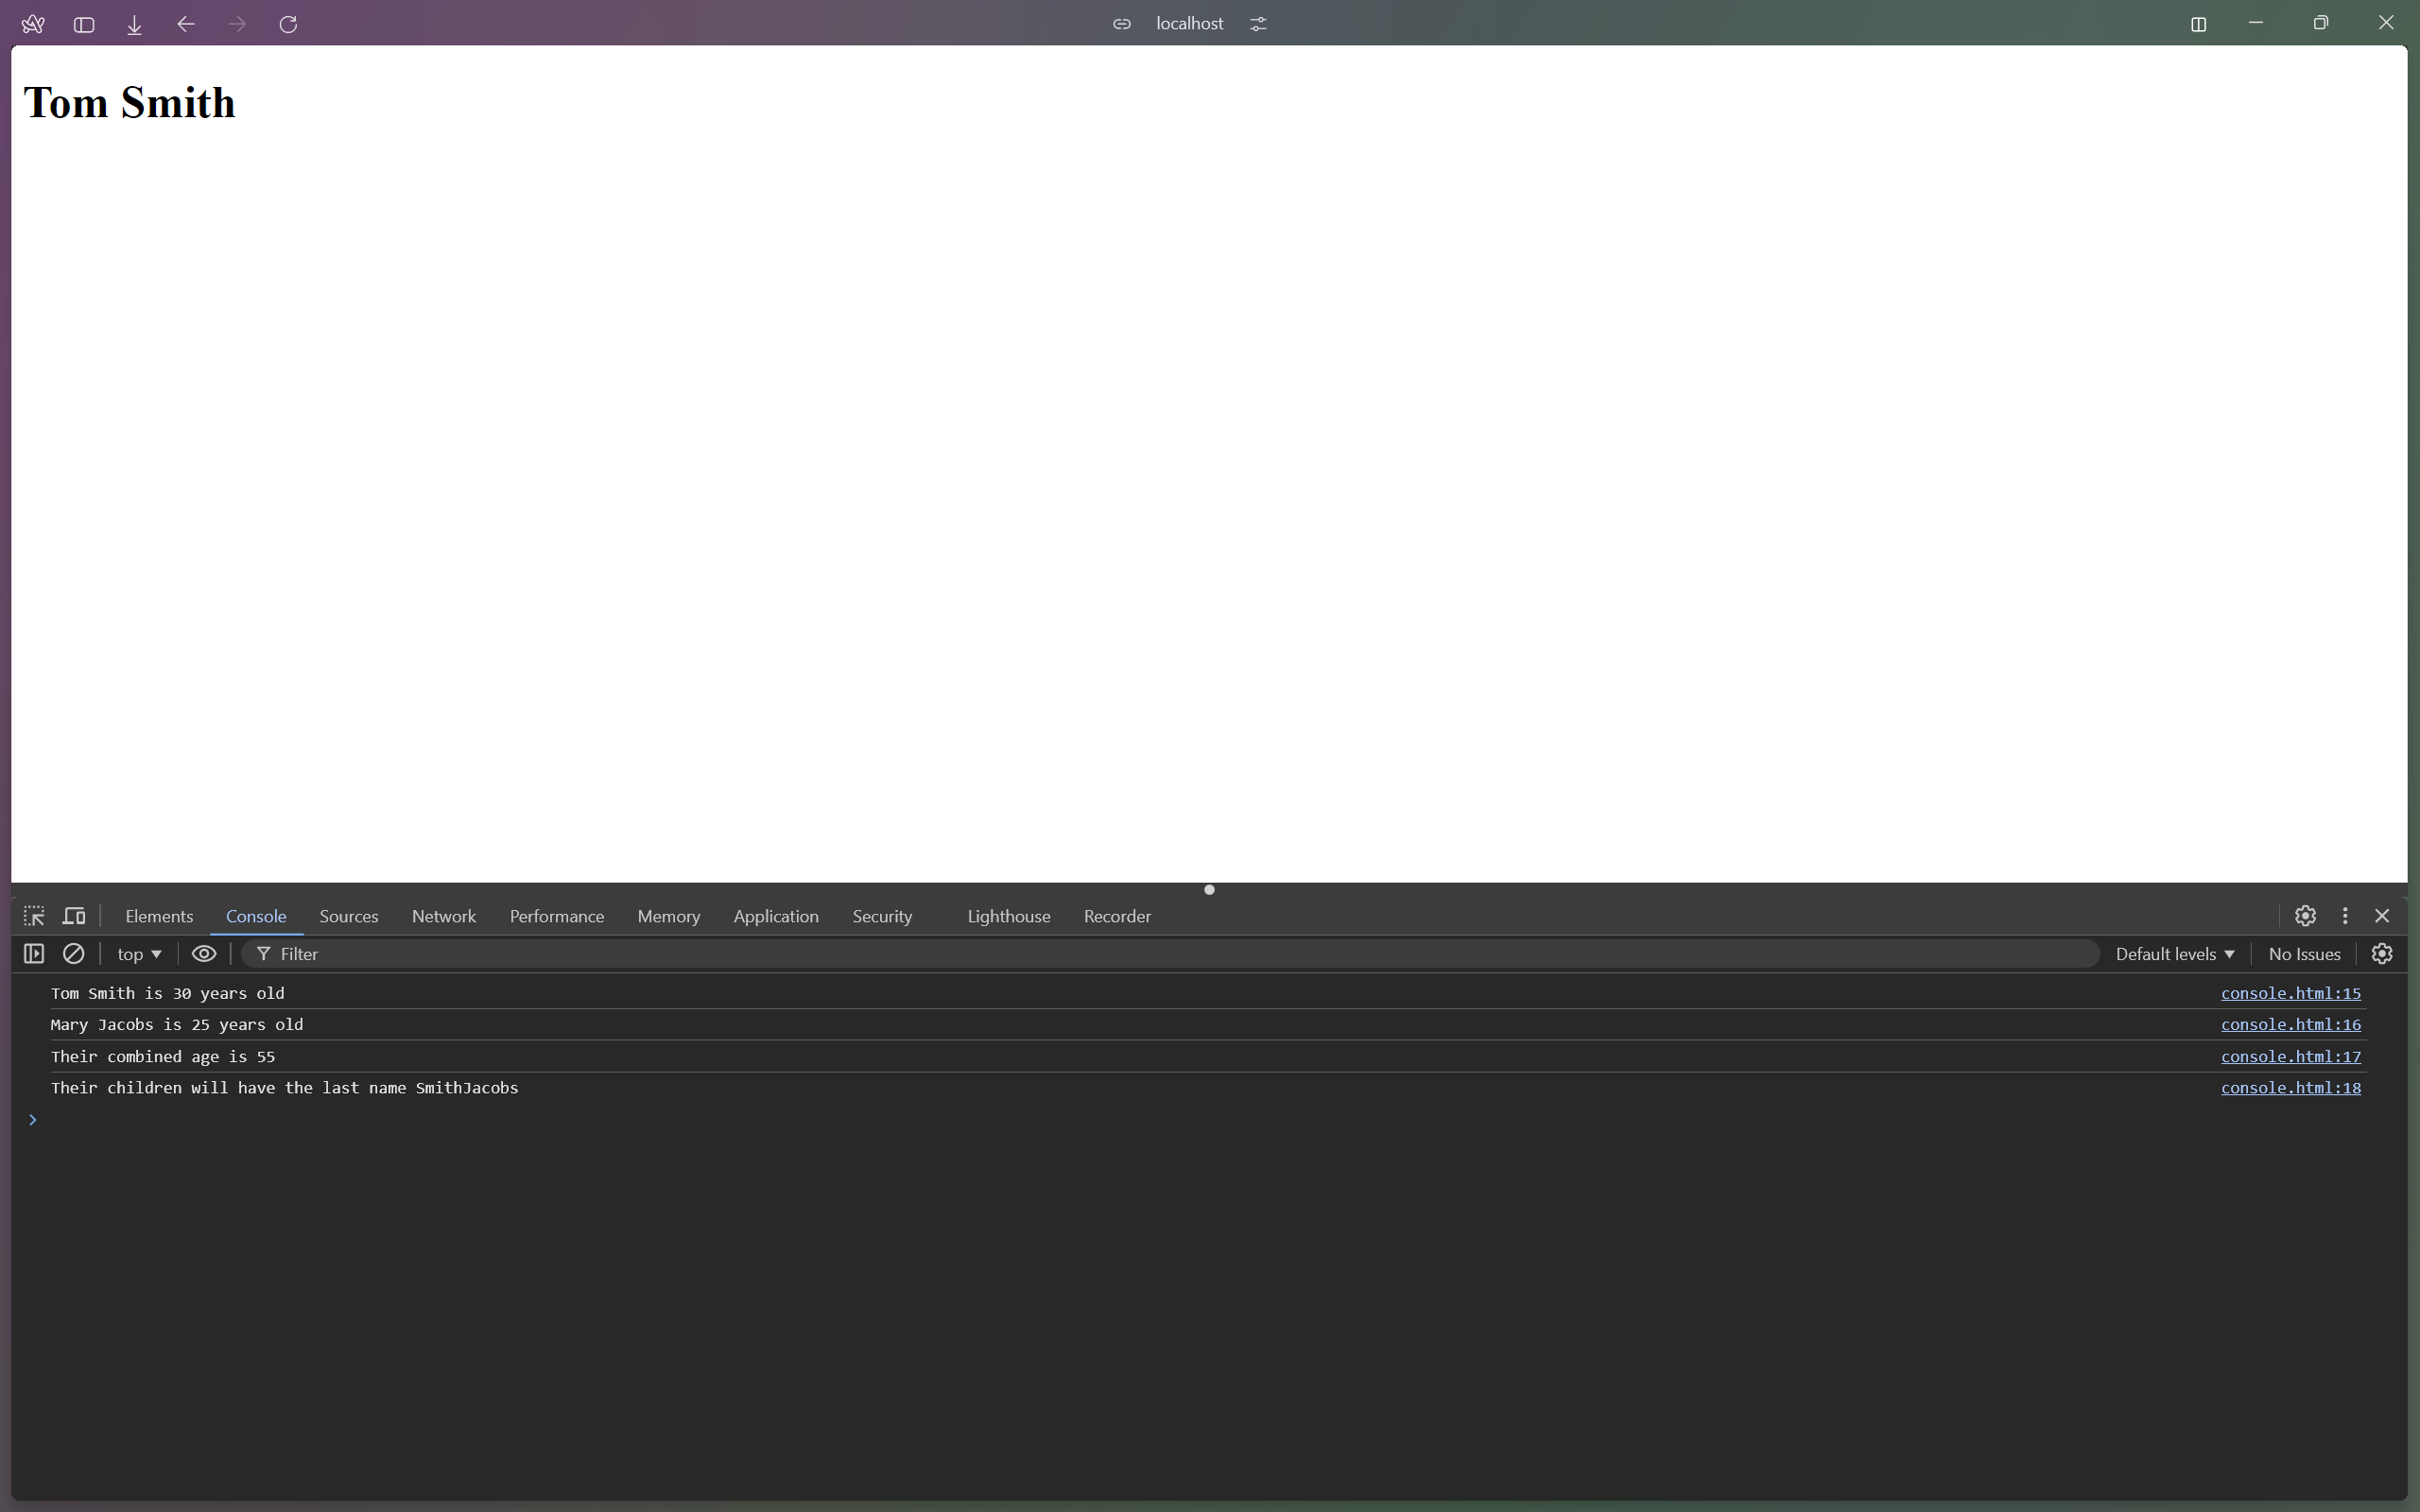 localhost
Tom Smith
Elements Console Sources Network Performance Memory Application Security Lighthouse Recorder
top Filter Default levels No Issues
Tom Smith is 30 years old console.html:15
Mary Jacobs is 25 years old console.html:16
Their combined age is 55 console.html:17
Their children will have the last name SmithJacobs console.html:18